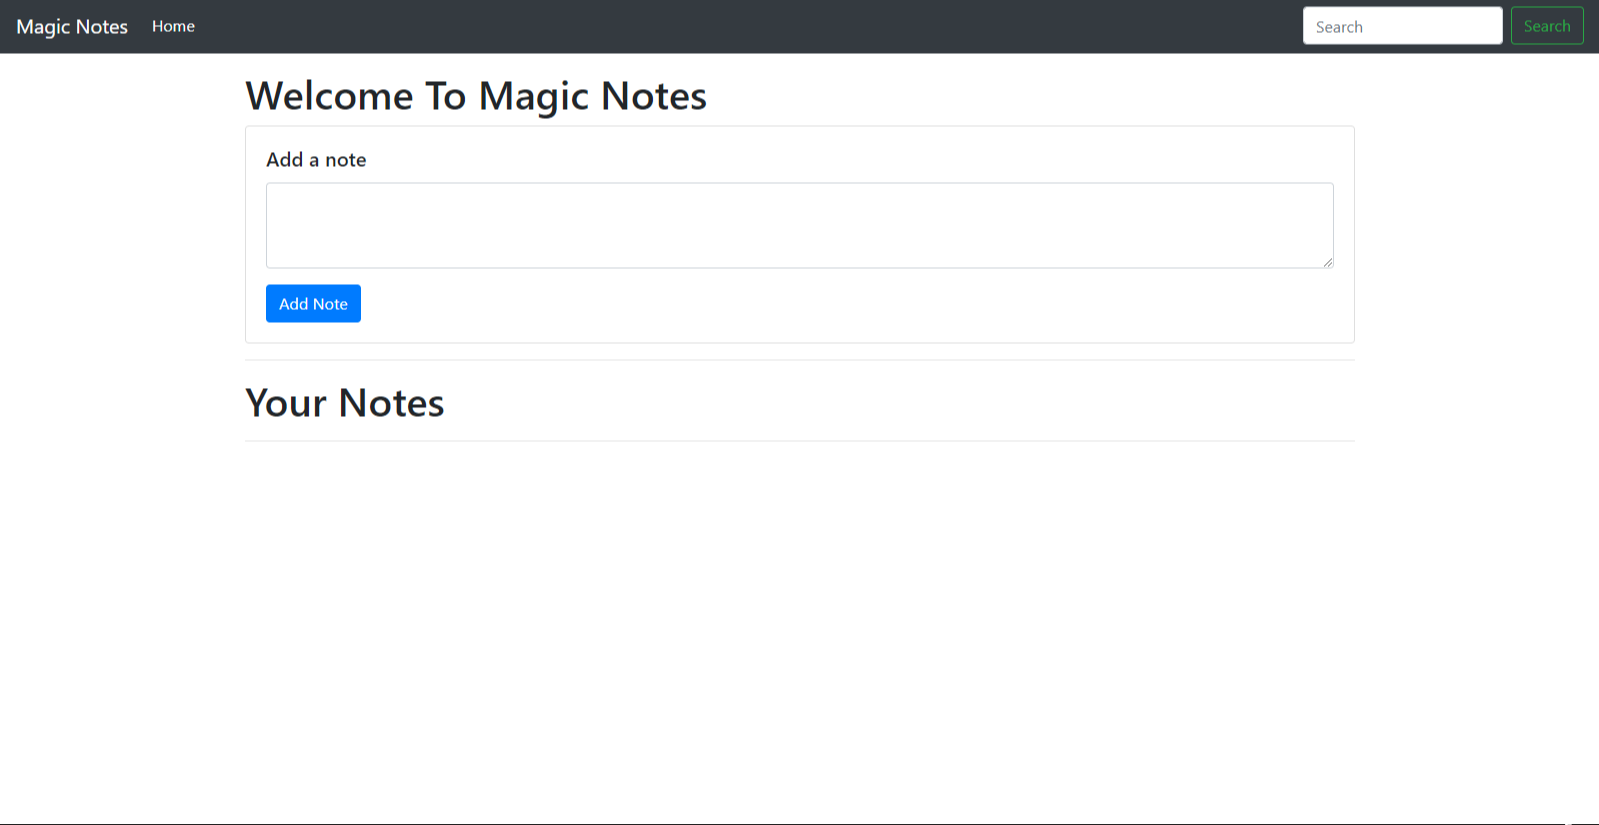 Magic Notes Home Search Search
Welcome To Magic Notes
Add a note
Add Note
Your Notes